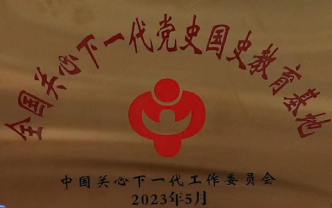 全国关心下一代党史国史教育基地
中国关心下一代工作委员会
2023年5月